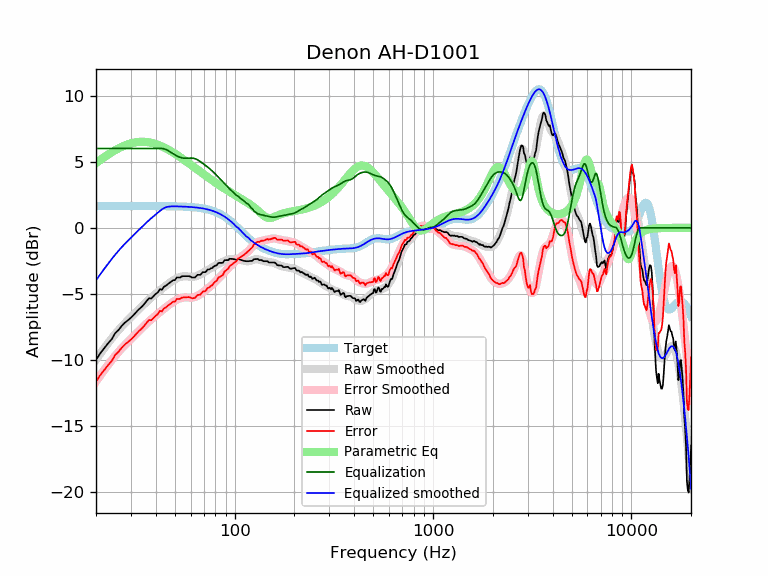 Denon AH-D1001
10
5
0
−5
−10
−15
−20
Amplitude (dBr)
Target
Raw Smoothed
Error Smoothed
Raw
Error
Parametric Eq
Equalization
Equalized smoothed
100
1000
10000
Frequency (Hz)